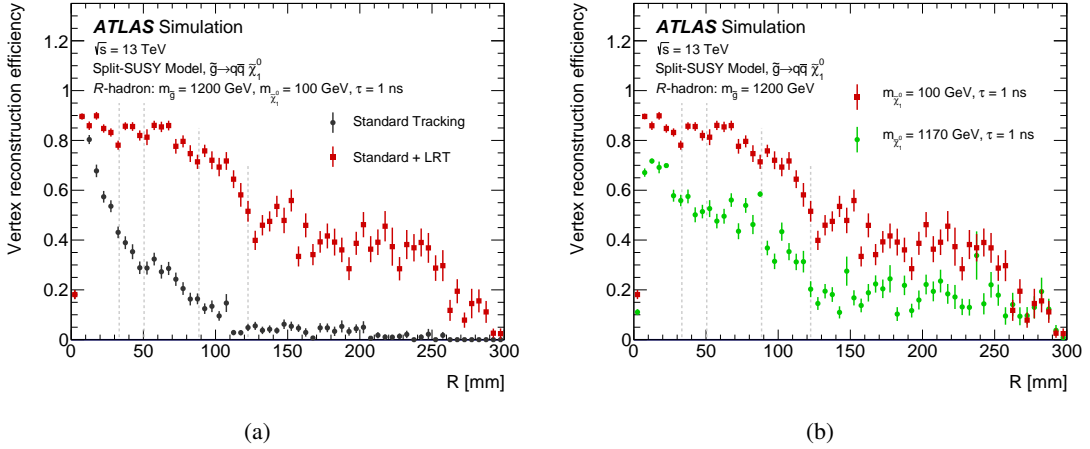 ATLAS Simulation
√s = 13 TeV
Split-SUSY Model, g̃→qq̄ χ̃₁⁰
R-hadron: m_g̃ = 1200 GeV, m_χ̃₁⁰ = 100 GeV, τ = 1 ns
Standard Tracking
Standard + LRT
Vertex reconstruction efficiency
1.2
1
0.8
0.6
0.4
0.2
0
0 50 100 150 200 250 300
R [mm]
(a)
ATLAS Simulation
√s = 13 TeV
Split-SUSY Model, g̃→qq̄ χ̃₁⁰
R-hadron: m_g̃ = 1200 GeV
m_χ̃₁⁰ = 100 GeV, τ = 1 ns
m_χ̃₁⁰ = 1170 GeV, τ = 1 ns
Vertex reconstruction efficiency
1.2
1
0.8
0.6
0.4
0.2
0
0 50 100 150 200 250 300
R [mm]
(b)